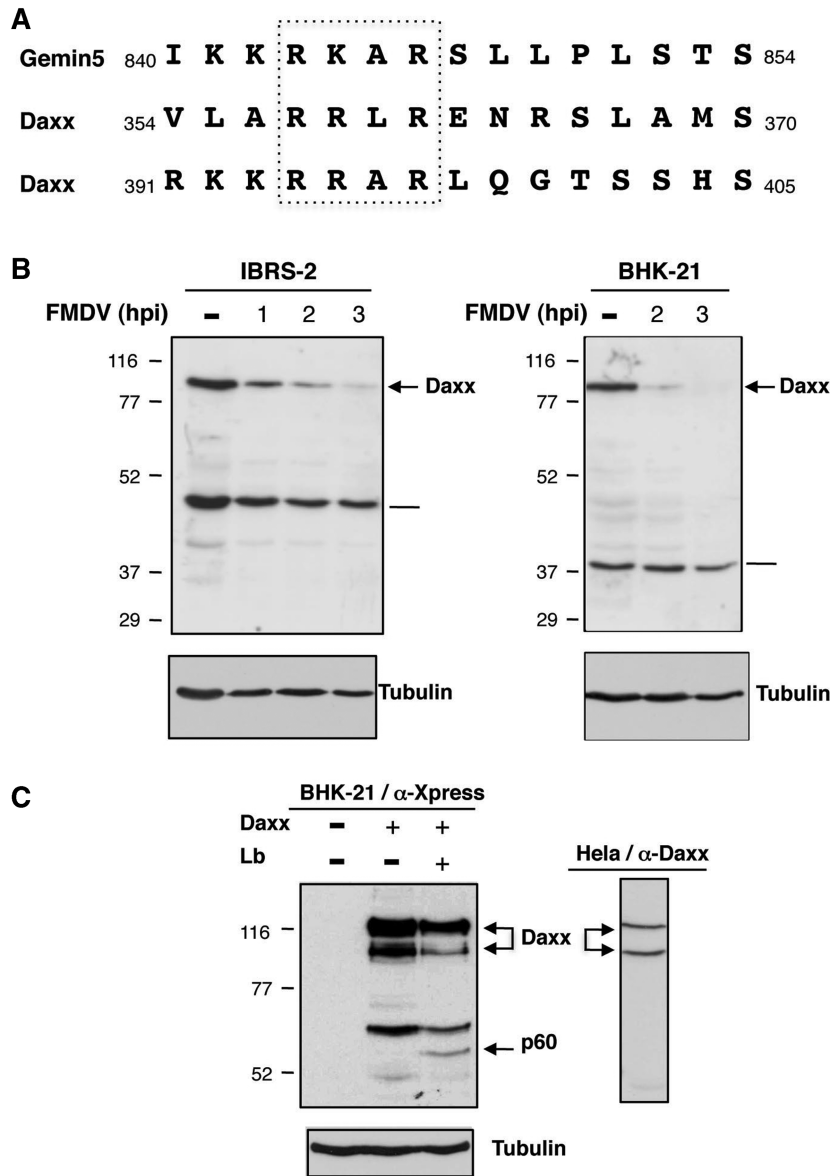 A
Gemin5 840 I K K R K A R S L L P L S T S 854
Daxx 354 V L A R R L R E N R S L A M S 370
Daxx 391 R K K R R A R L Q G T S S H S 405
B
IBRS-2
FMDV (hpi) - 1 2 3
116
77
52
37
29
Daxx
Tubulin
BHK-21
FMDV (hpi) - 2 3
116
77
52
37
29
Daxx
Tubulin
C
BHK-21 / α-Xpress
Daxx - + +
Lb - - +
116
77
52
Daxx
p60
Tubulin
Hela / α-Daxx